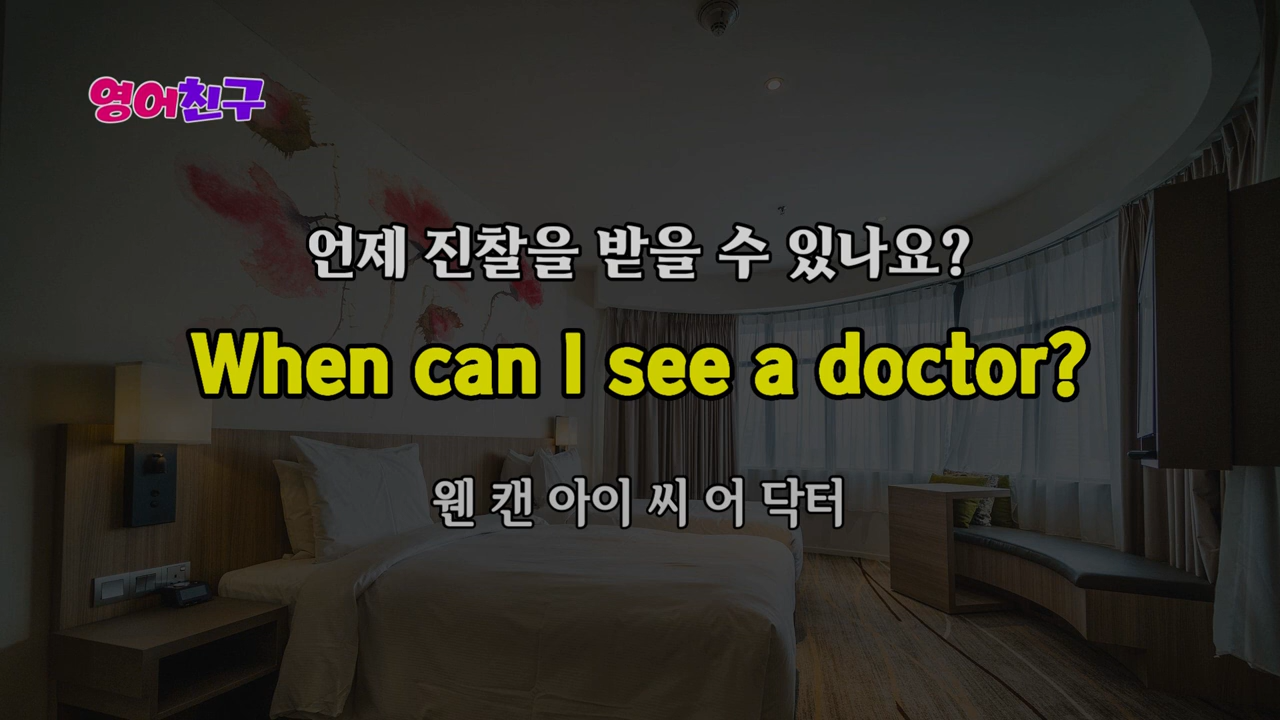 영어친구
언제 진찰을 받을 수 있나요?
When can I see a doctor?
웬 캔 아이 씨 어 닥터